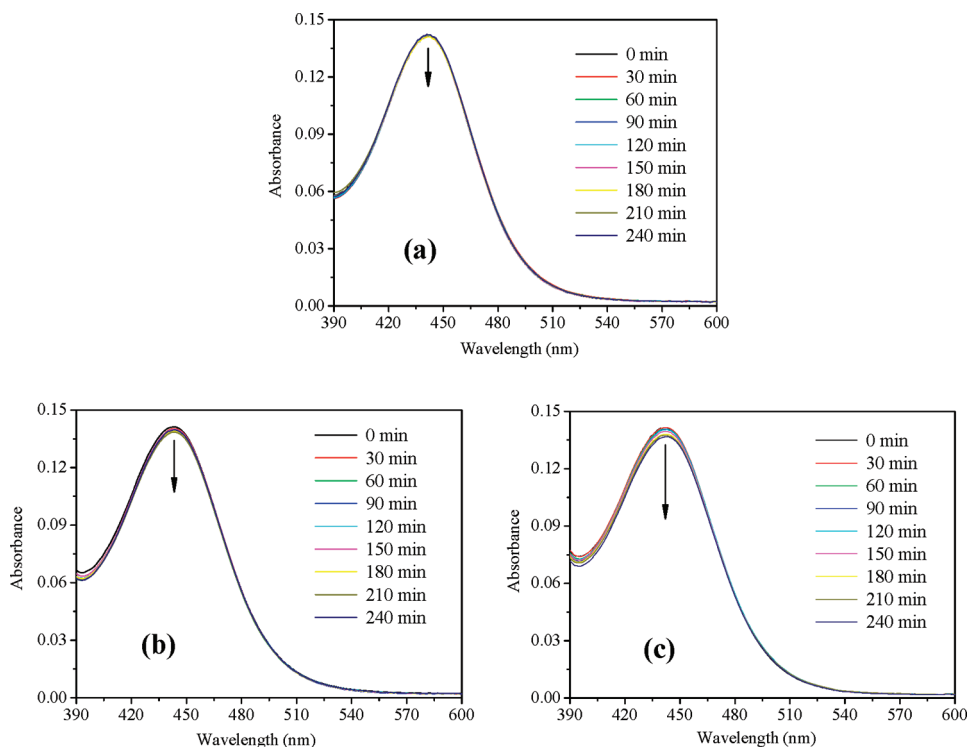 0.15
0.12
0.09
0.06
0.03
0.00
Absorbance
0 min
30 min
60 min
90 min
120 min
150 min
180 min
210 min
240 min
(a)
390 420 450 480 510 540 570 600
Wavelength (nm)
0.15
0.12
0.09
0.06
0.03
0.00
Absorbance
0 min
30 min
60 min
90 min
120 min
150 min
180 min
210 min
240 min
(b)
390 420 450 480 510 540 570 600
Wavelength (nm)
0.15
0.12
0.09
0.06
0.03
0.00
Absorbance
0 min
30 min
60 min
90 min
120 min
150 min
180 min
210 min
240 min
(c)
390 420 450 480 510 540 570 600
Wavelength (nm)